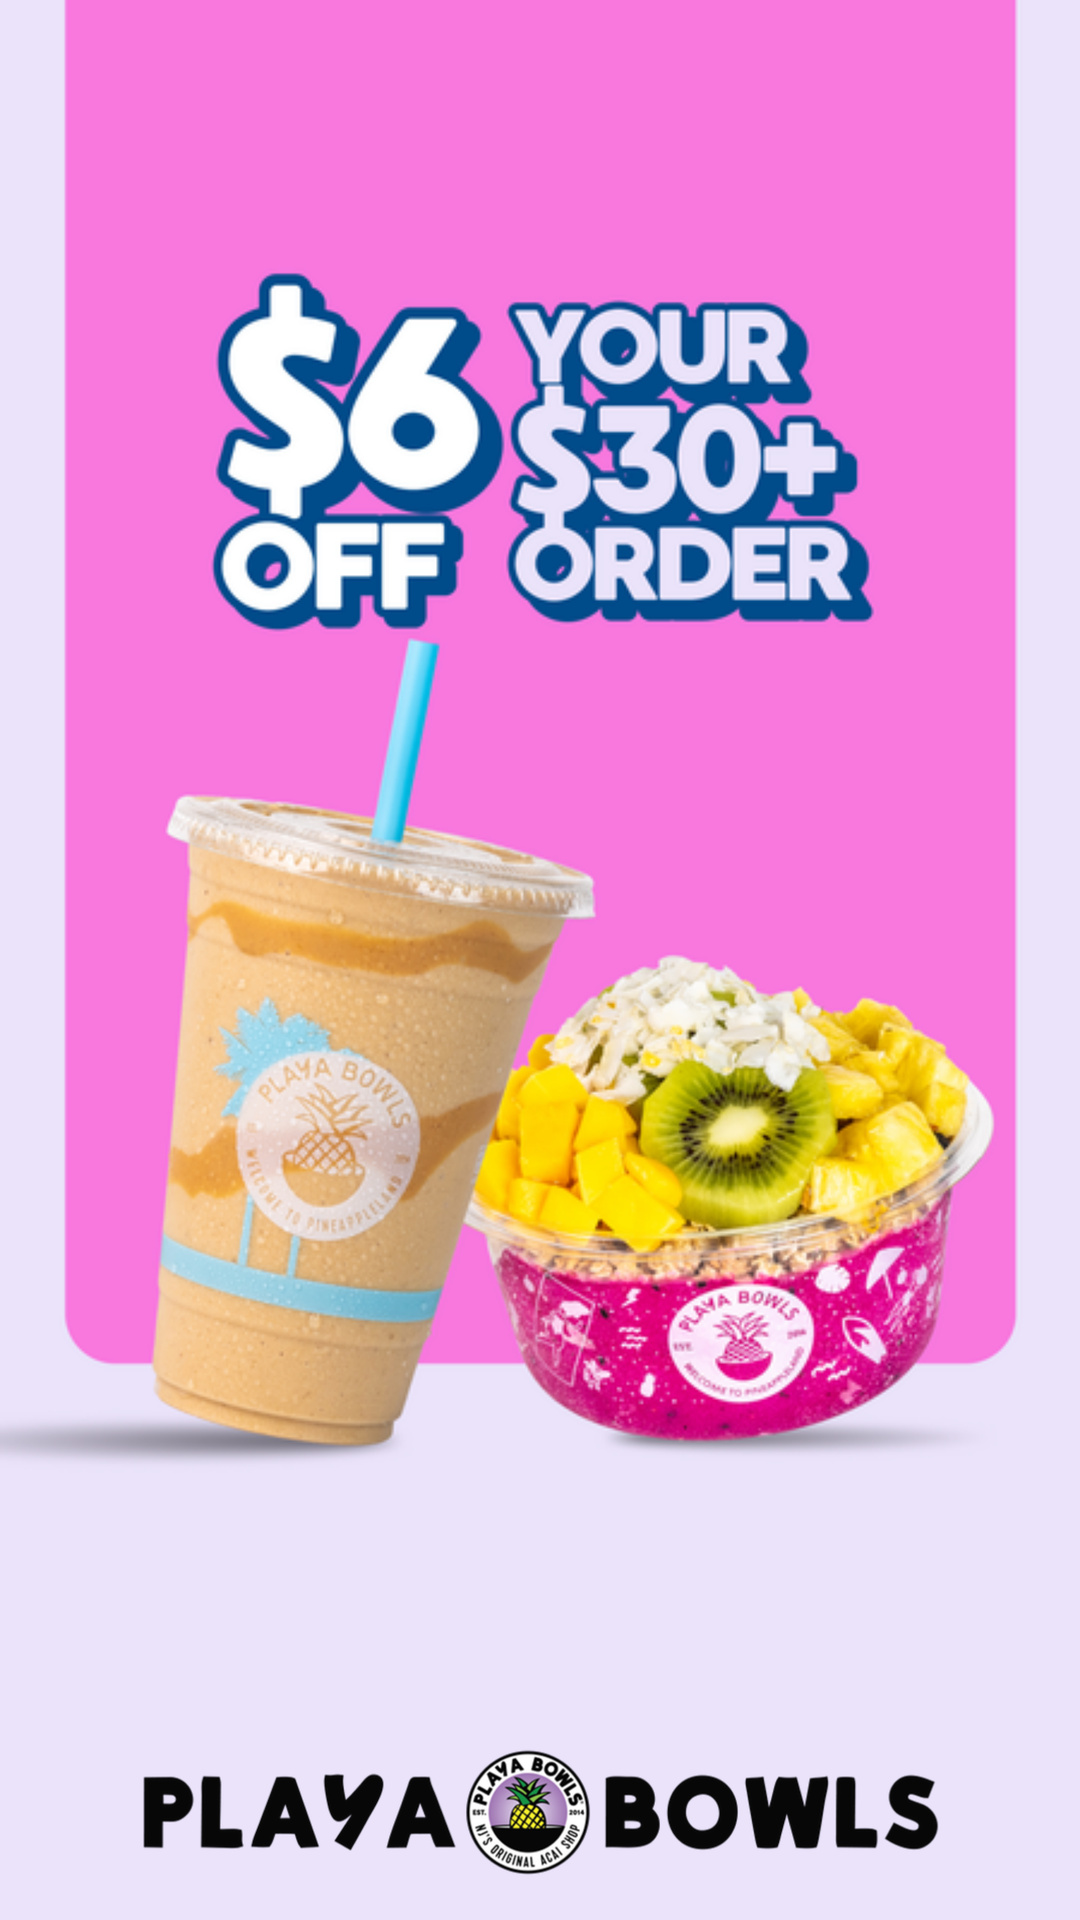 $6
OFF
YOUR
$30+
ORDER
PLAYA BOWLS
WELCOME TO PINEAPPLELAND
PLAYA BOWLS
EST. 2014
WELCOME TO PINEAPPLELAND
PLAYA BOWLS
PLAYA BOWLS
EST. 2014
NJ'S ORIGINAL ACAI SHOP